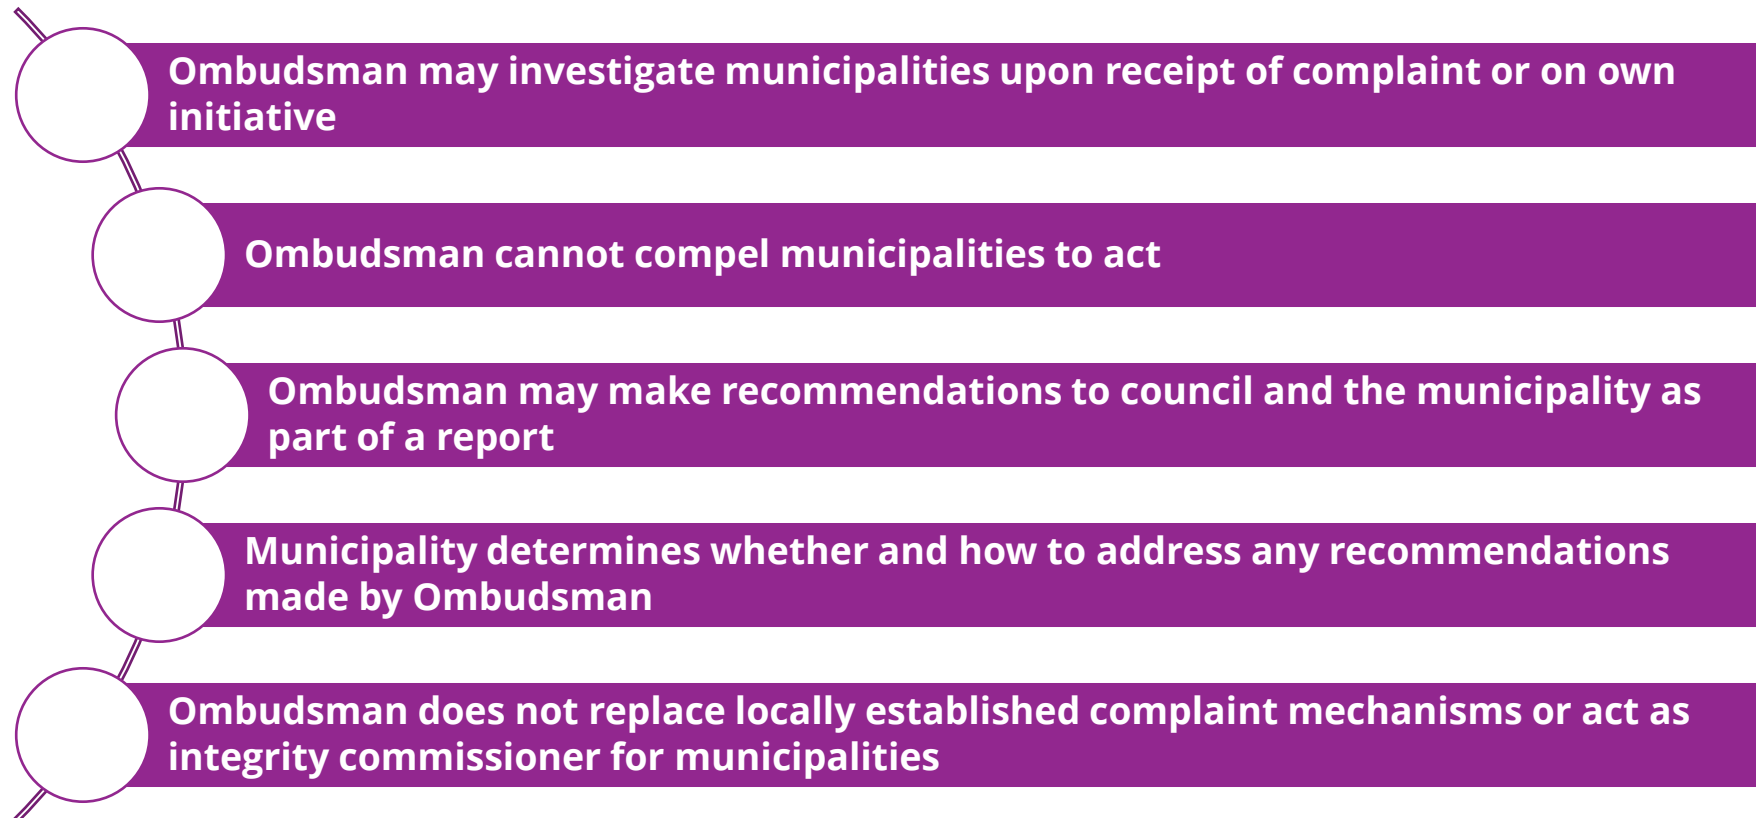 Ombudsman may investigate municipalities upon receipt of complaint or on own
initiative
Ombudsman cannot compel municipalities to act
Ombudsman may make recommendations to council and the municipality as
part of a report
Municipality determines whether and how to address any recommendations
made by Ombudsman
Ombudsman does not replace locally established complaint mechanisms or act as
integrity commissioner for municipalities